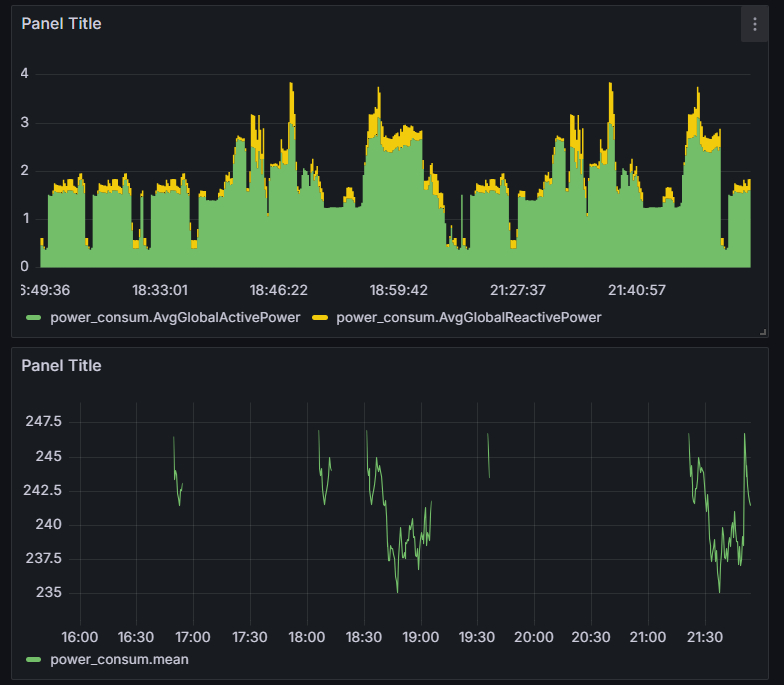 Panel Title
4
3
2
1
0
6:49:36 18:33:01 18:46:22 18:59:42 21:27:37 21:40:57
power_consum.AvgGlobalActivePower power_consum.AvgGlobalReactivePower
Panel Title
247.5
245
242.5
240
237.5
235
16:00 16:30 17:00 17:30 18:00 18:30 19:00 19:30 20:00 20:30 21:00 21:30
power_consum.mean